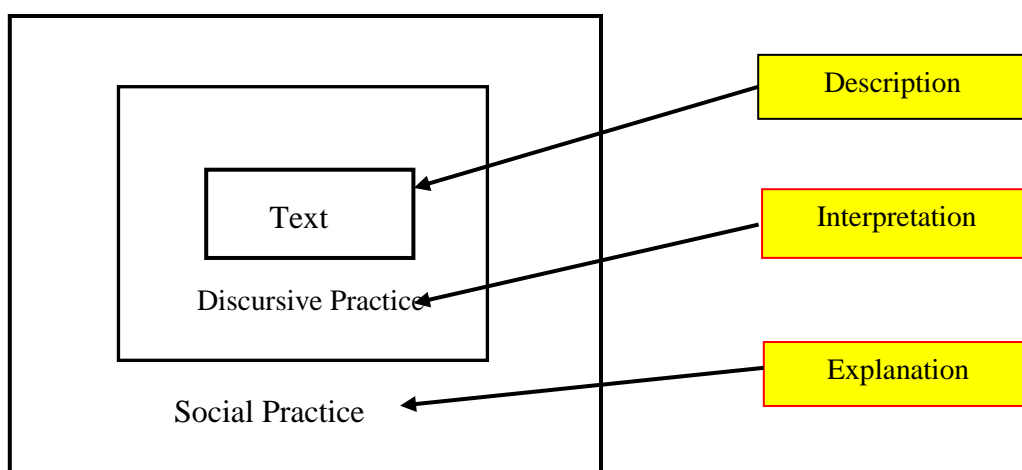 Description
Text
Interpretation
Discursive Practice
Explanation
Social Practice